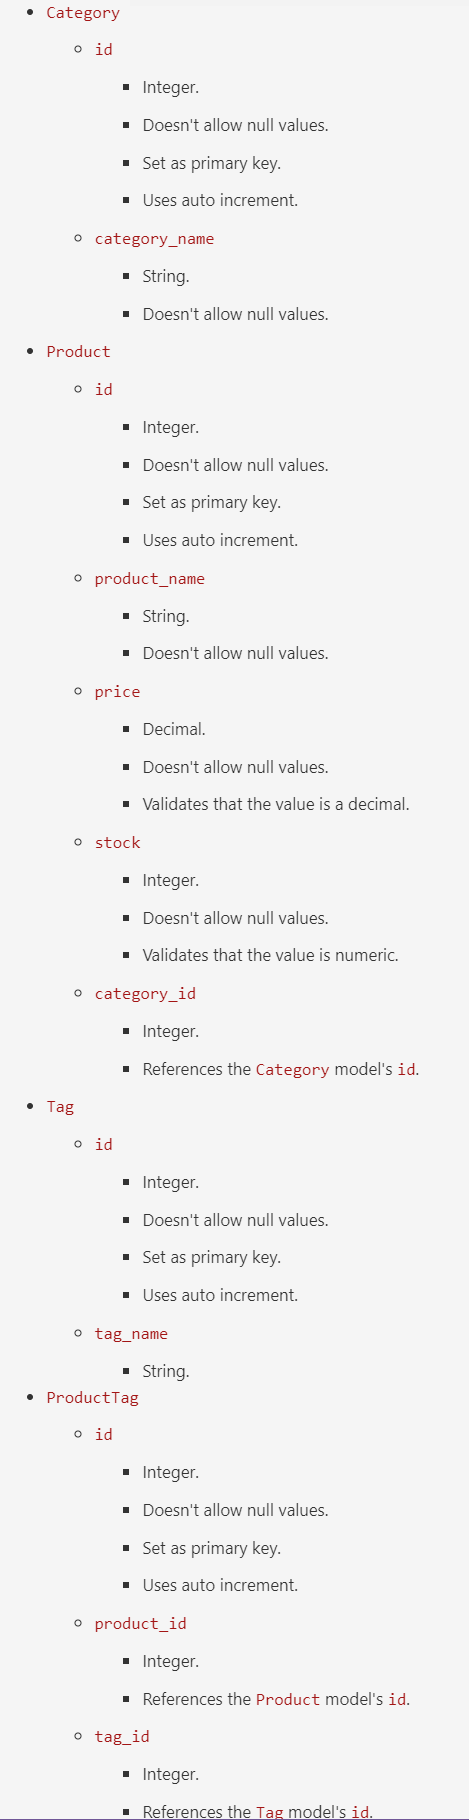 Category
id
Integer.
Doesn't allow null values.
Set as primary key.
Uses auto increment.
category_name
String.
Doesn't allow null values.
Product
id
Integer.
Doesn't allow null values.
Set as primary key.
Uses auto increment.
product_name
String.
Doesn't allow null values.
price
Decimal.
Doesn't allow null values.
Validates that the value is a decimal.
stock
Integer.
Doesn't allow null values.
Validates that the value is numeric.
category_id
Integer.
References the Category model's id.
Tag
id
Integer.
Doesn't allow null values.
Set as primary key.
Uses auto increment.
tag_name
String.
ProductTag
id
Integer.
Doesn't allow null values.
Set as primary key.
Uses auto increment.
product_id
Integer.
References the Product model's id.
tag_id
Integer.
References the Tag model's id.